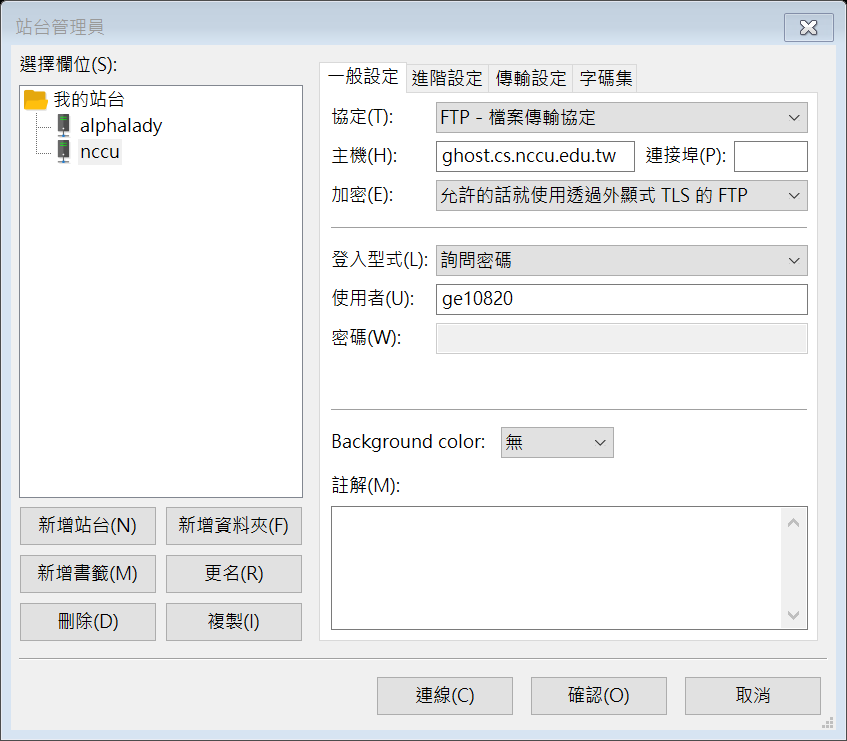 站台管理員
選擇欄位(S):
我的站台
alphalady
nccu
新增站台(N) 新增資料夾(F)
新增書籤(M) 更名(R)
刪除(D) 複製(I)
一般設定 進階設定 傳輸設定 字碼集
協定(T): FTP - 檔案傳輸協定
主機(H): ghost.cs.nccu.edu.tw 連接埠(P):
加密(E): 允許的話就使用透過外顯式 TLS 的 FTP
登入型式(L): 詢問密碼
使用者(U): ge10820
密碼(W):
Background color: 無
註解(M):
連線(C) 確認(O) 取消